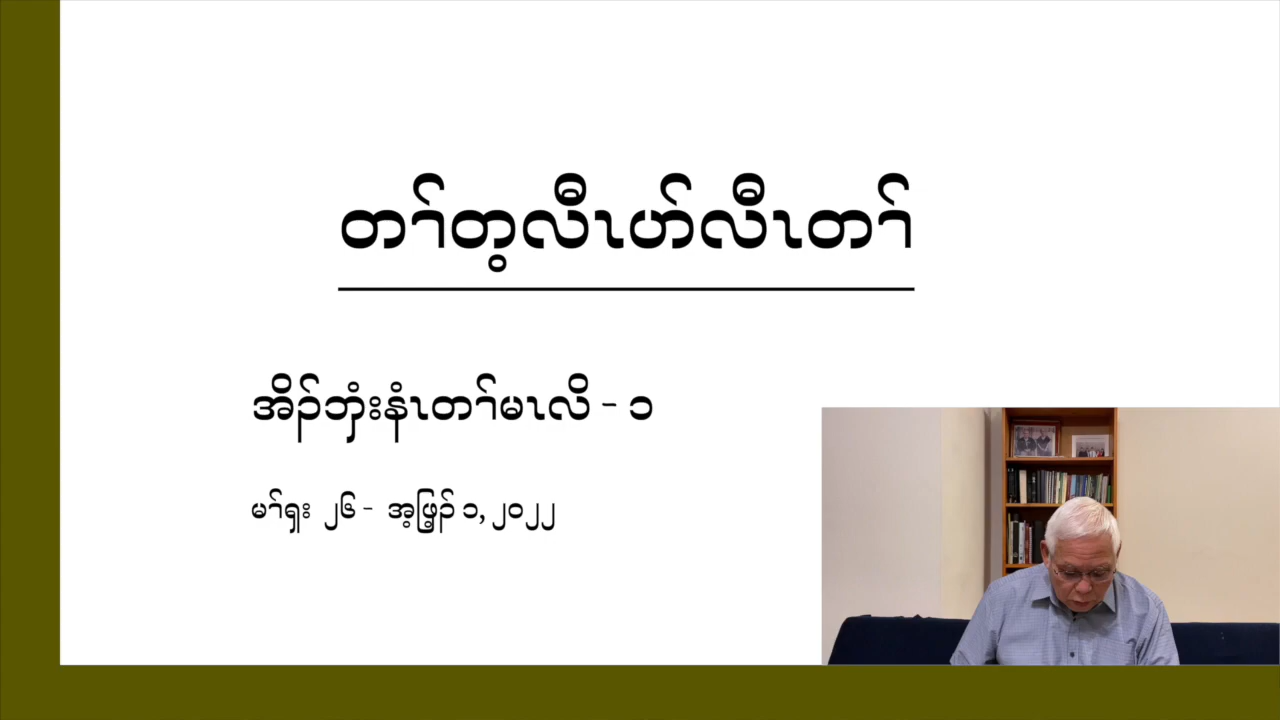 တၢ်တွလီၤဟ်လီၤတၢ်
အိၣ်ဘှံးနံၤတၢ်မၤလိ - ၁
မၢ်ရှး ၂၆ - အ့ဖြ့ၣ် ၁, ၂၀၂၂